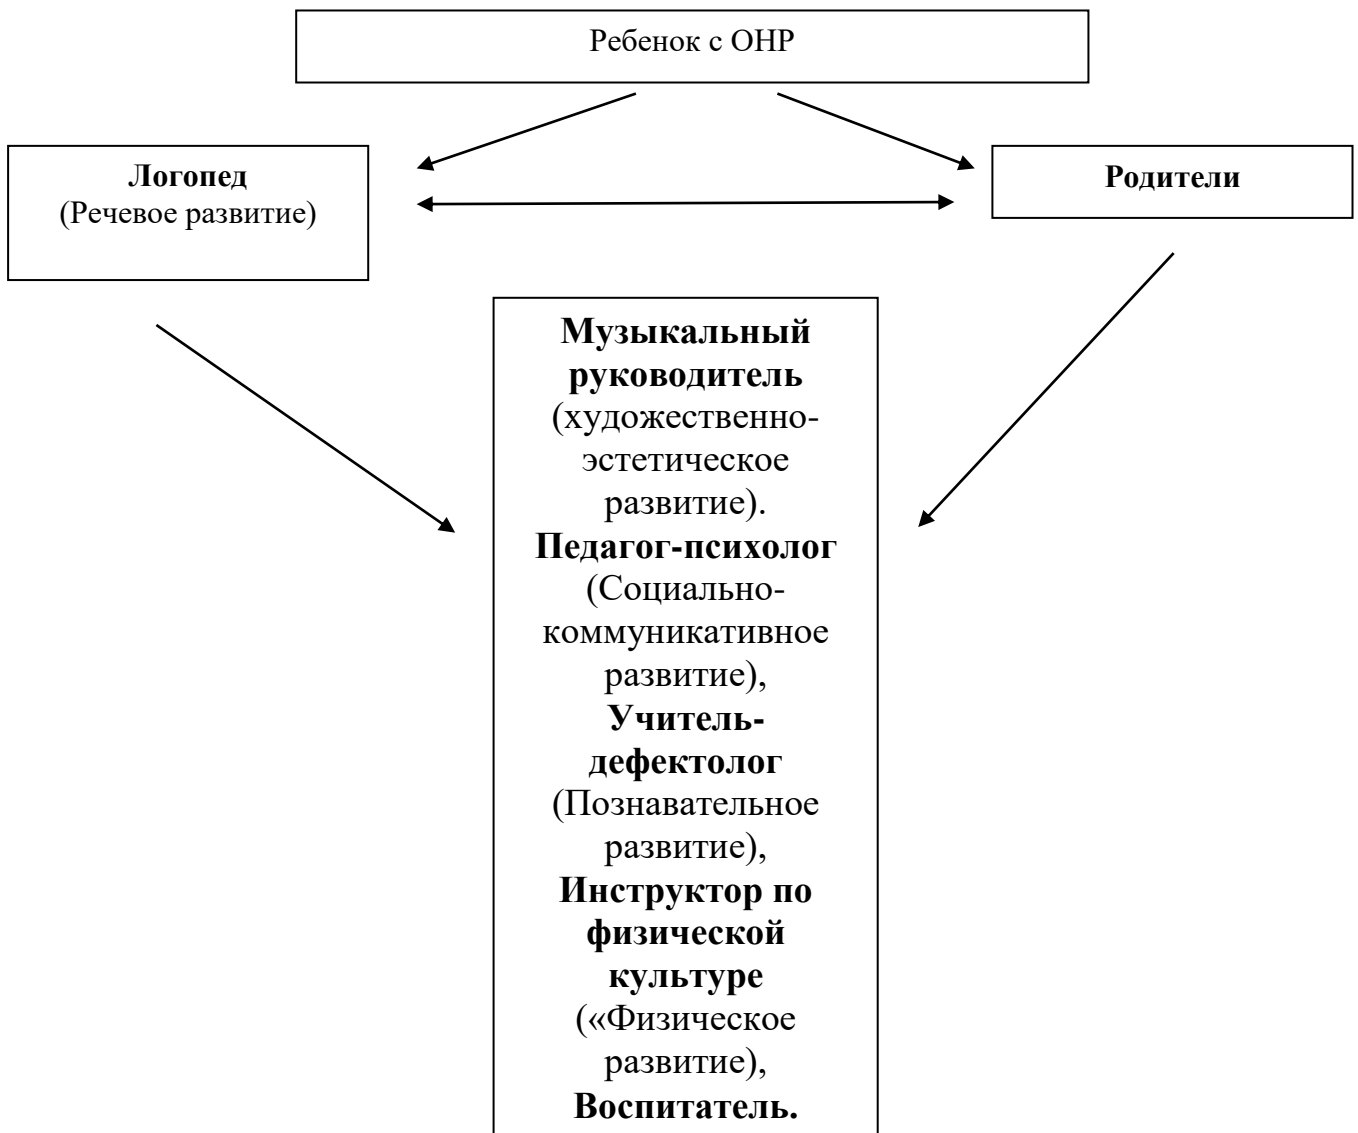 Ребенок с ОНР
Логопед
(Речевое развитие)
Родители
Музыкальный
руководитель
(художественно-
эстетическое
развитие).
Педагог-психолог
(Социально-
коммуникативное
развитие),
Учитель-
дефектолог
(Познавательное
развитие),
Инструктор по
физической
культуре
(«Физическое
развитие),
Воспитатель.